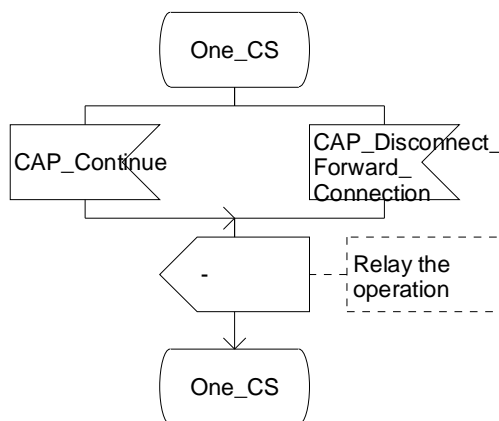 One_CS
CAP_Continue
CAP_Disconnect_
Forward_
Connection
-
Relay the
operation
One_CS